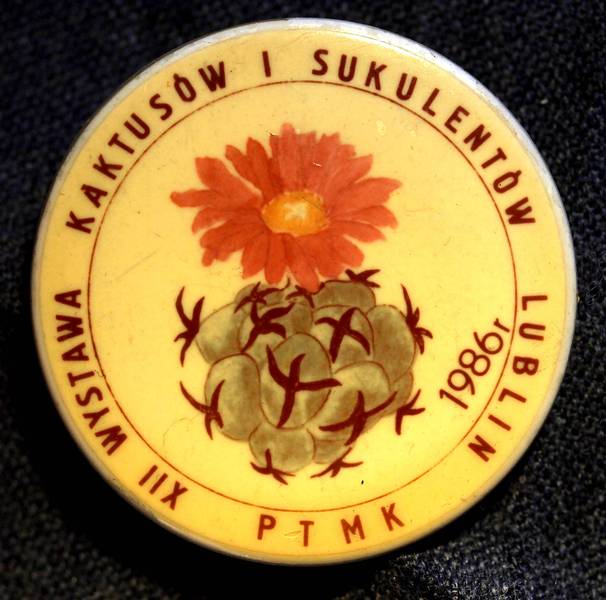 XII WYSTAWA KAKTUSÓW I SUKULENTÓW LUBLIN
1986r
PTMK